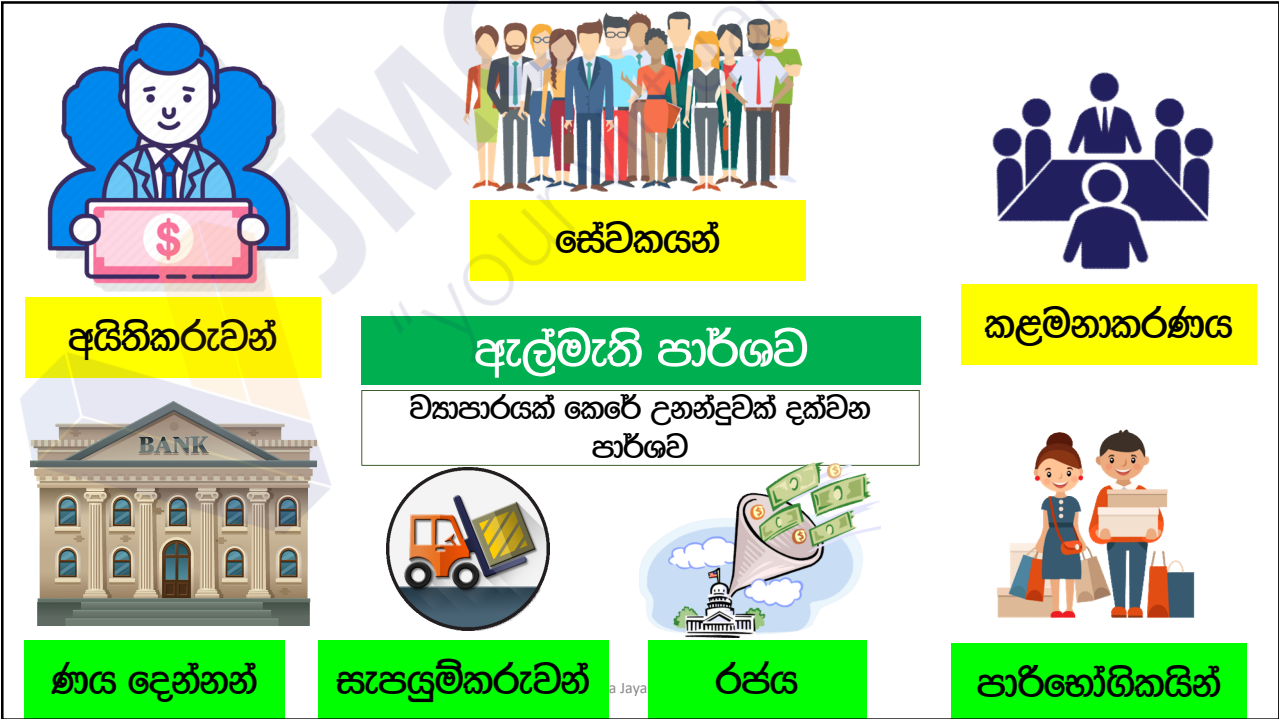 සේවකයන්
අයිතිකරුවන්
කළමනාකරණය
ඇල්මැති පාර්ශව
ව්‍යාපාරයක් කෙරේ උනන්දුවක් දක්වන
පාර්ශව
BANK
ණය දෙන්නන්
සැපයුම්කරුවන්
රජය
පාරිභෝගිකයින්